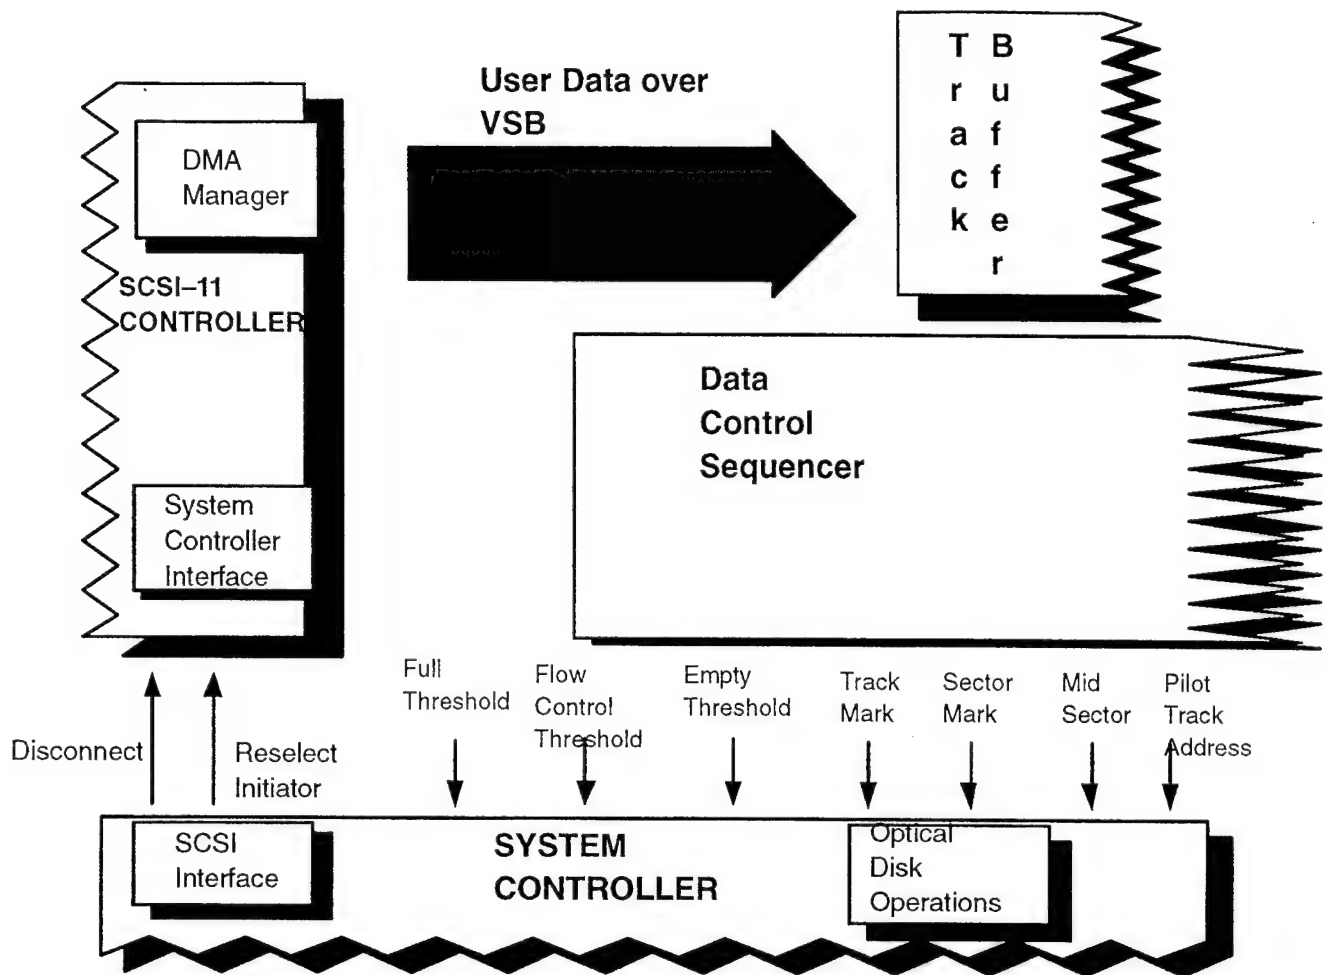 User Data over
VSB
Track
Buffer
DMA
Manager
SCSI–11
CONTROLLER
System
Controller
Interface
Data
Control
Sequencer
Disconnect
Reselect
Initiator
Full
Threshold
Flow
Control
Threshold
Empty
Threshold
Track
Mark
Sector
Mark
Mid
Sector
Pilot
Track
Address
SCSI
Interface
SYSTEM
CONTROLLER
Optical
Disk
Operations